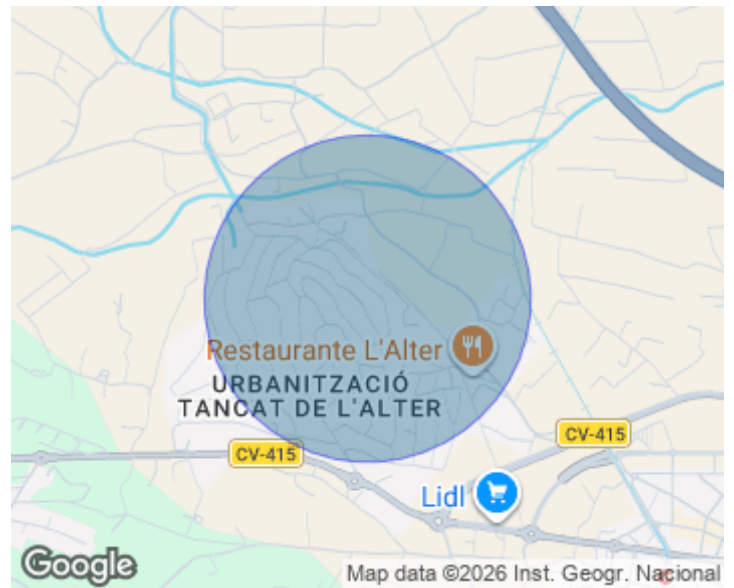 Restaurante L'Alter
URBANITZACIÓ
TANCAT DE L'ALTER
CV-415
CV-415
Lidl
Google
Map data ©2026 Inst. Geogr. Nacional